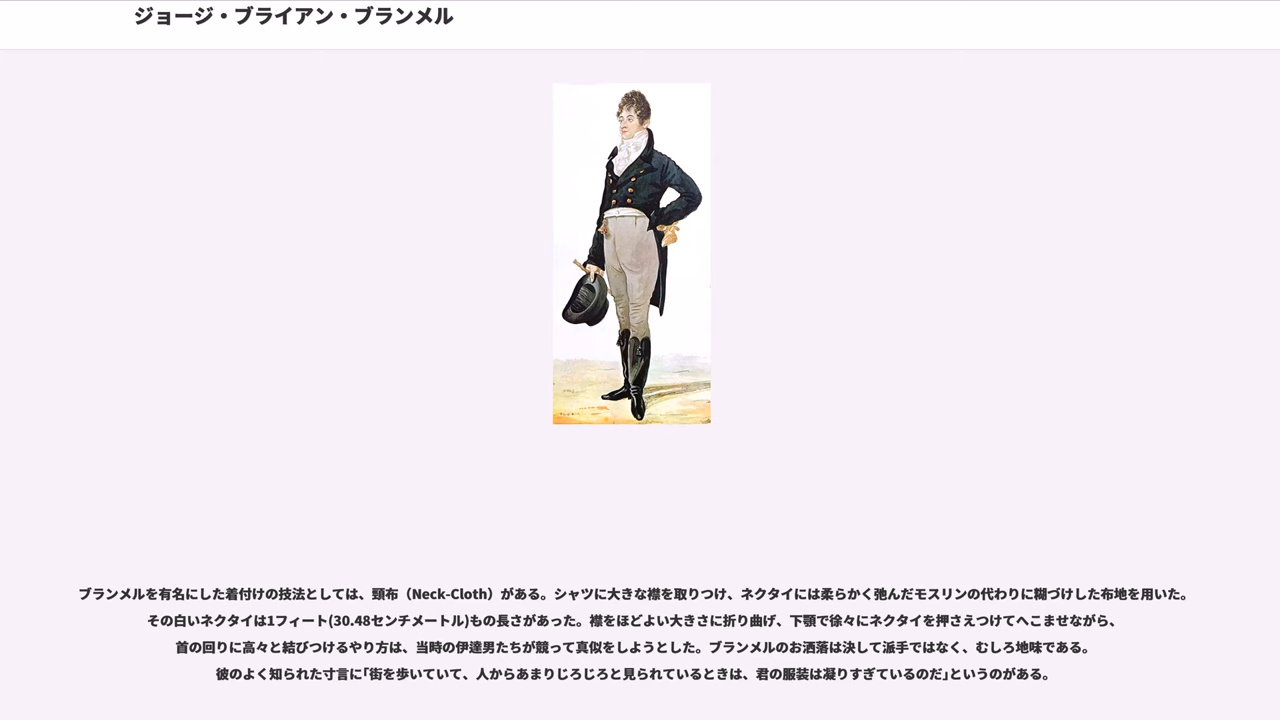 ジョージ・ブライアン・ブランメル
ブランメルを有名にした着付けの技法としては、頸布（Neck-Cloth）がある。シャツに大きな襟を取りつけ、ネクタイには柔らかく弛んだモスリンの代わりに糊づけした布地を用いた。
その白いネクタイは1フィート(30.48センチメートル)もの長さがあった。襟をほどよい大きさに折り曲げ、下顎で徐々にネクタイを押さえつけてへこませながら、
首の回りに高々と結びつけるやり方は、当時の伊達男たちが競って真似をしようとした。ブランメルのお洒落は決して派手ではなく、むしろ地味である。
彼のよく知られた寸言に｢街を歩いていて、人からあまりじろじろと見られているときは、君の服装は凝りすぎているのだ｣というのがある。